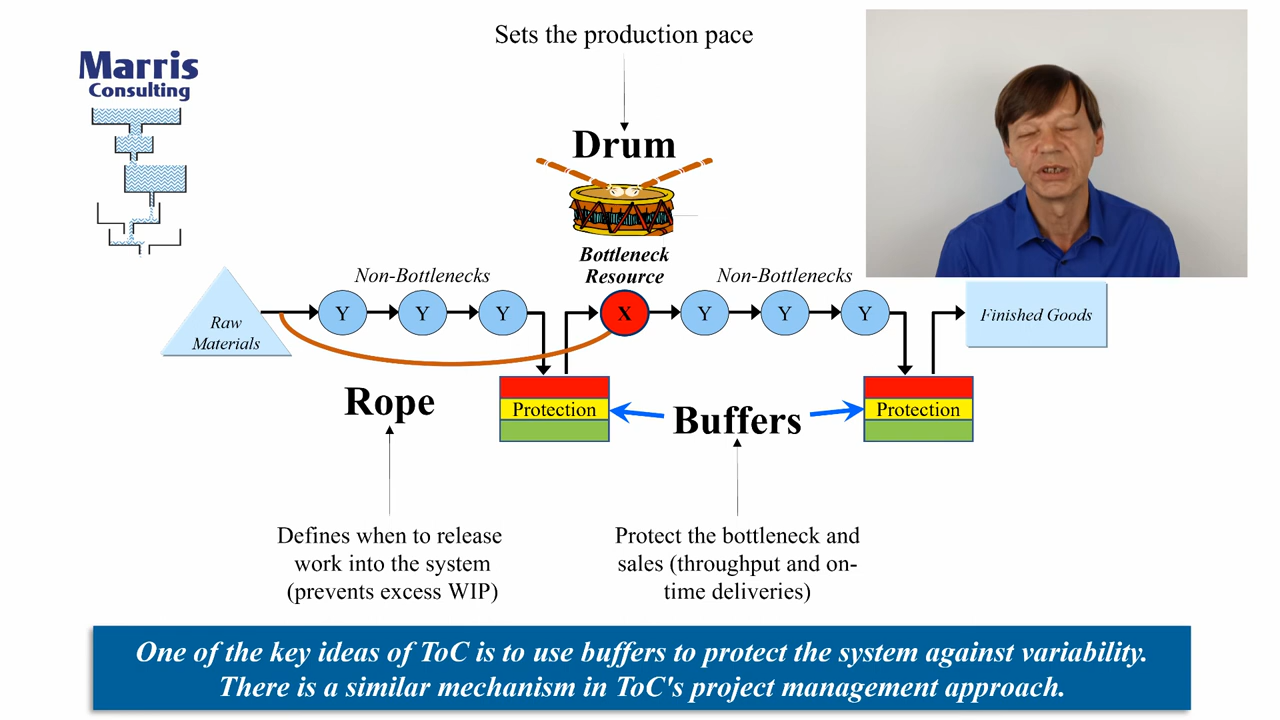 Sets the production pace
Marris
Consulting
Drum
Bottleneck
Resource
Non-Bottlenecks
Non-Bottlenecks
Raw
Materials
Y
Y
Y
X
Y
Y
Y
Finished Goods
Rope
Protection
Buffers
Protection
Defines when to release
work into the system
(prevents excess WIP)
Protect the bottleneck and
sales (throughput and on-
time deliveries)
One of the key ideas of ToC is to use buffers to protect the system against variability.
There is a similar mechanism in ToC's project management approach.